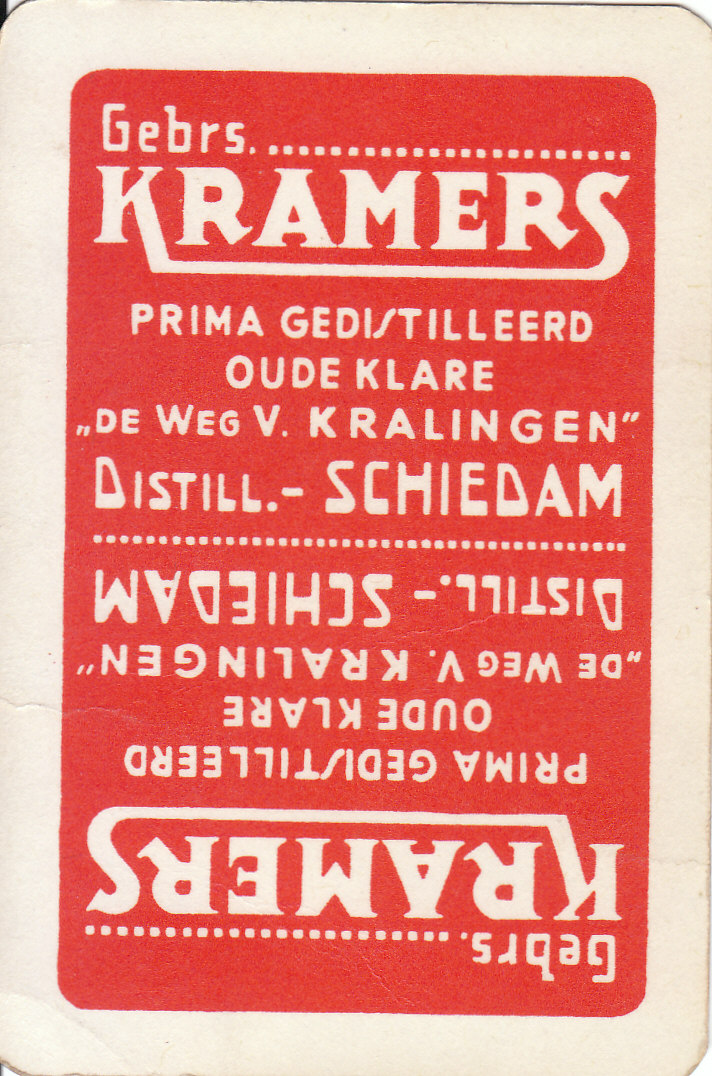 Gebrs.
KRAMERS
PRIMA GEDISTILLEERD
OUDE KLARE
„DE WEG V. KRALINGEN”
DISTILL.- SCHIEDAM
DISTILL.- SCHIEDAM
„DE WEG V. KRALINGEN”
OUDE KLARE
PRIMA GEDISTILLEERD
KRAMERS
Gebrs.